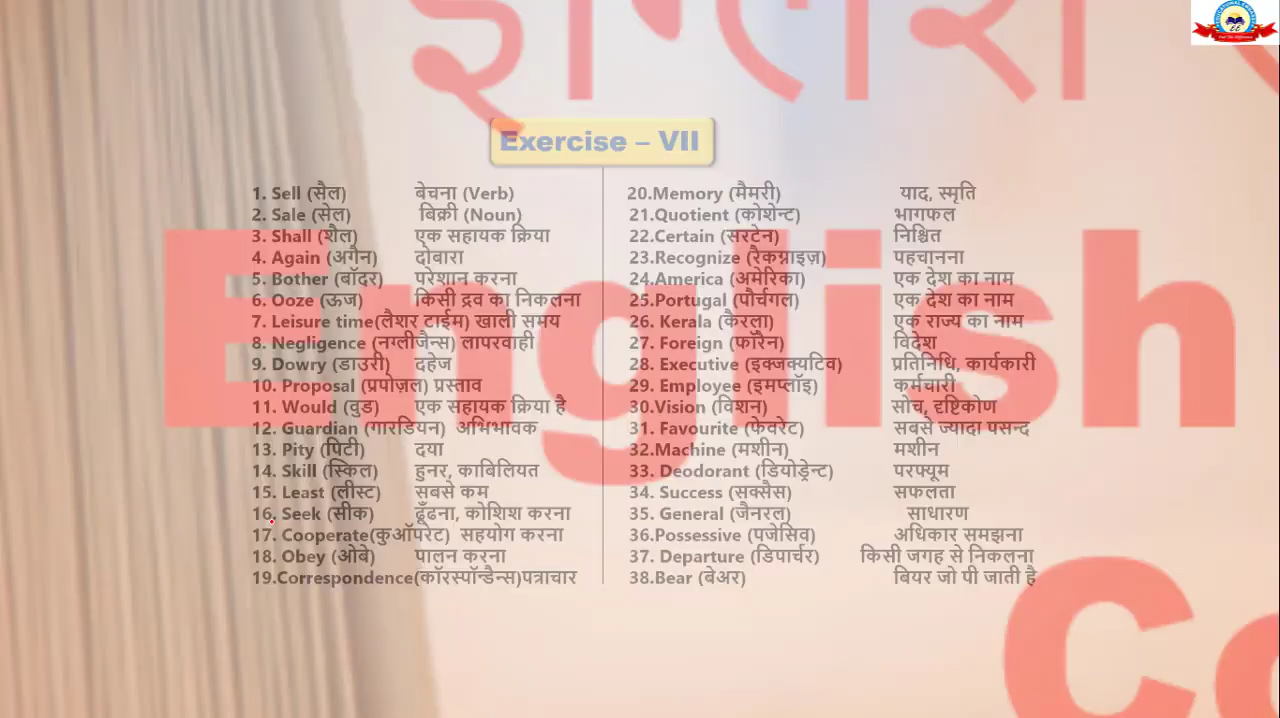 इंग्लिश
Exercise – VII
1. Sell (सैल) बेचना (Verb)
2. Sale (सेल) बिक्री (Noun)
3. Shall (शैल) एक सहायक क्रिया
4. Again (अगैन) दोबारा
5. Bother (बॉदर) परेशान करना
6. Ooze (ऊज) किसी द्रव का निकलना
7. Leisure time(लैशर टाईम) खाली समय
8. Negligence (नग्लीजैन्स) लापरवाही
9. Dowry (डाउरी) दहेज
10. Proposal (प्रपोज़ल) प्रस्ताव
11. Would (वुड) एक सहायक क्रिया है
12. Guardian (गारडियन) अभिभावक
13. Pity (पिटी) दया
14. Skill (स्किल) हुनर, काबिलियत
15. Least (लीस्ट) सबसे कम
16. Seek (सीक) ढूँढना, कोशिश करना
17. Cooperate(कुऑपरेट) सहयोग करना
18. Obey (ओबे) पालन करना
19.Correspondence(कॉरस्पॉन्डैन्स)पत्राचार
20.Memory (मैमरी) याद, स्मृति
21.Quotient (कोशेन्ट) भागफल
22.Certain (सरटेन) निश्चित
23.Recognize (रैकग्नाइज़) पहचानना
24.America (अमेरिका) एक देश का नाम
25.Portugal (पौर्चगल) एक देश का नाम
26. Kerala (कैरला) एक राज्य का नाम
27. Foreign (फॉरैन) विदेश
28. Executive (इक्जक्यटिव) प्रतिनिधि, कार्यकारी
29. Employee (इमप्लॉइ) कर्मचारी
30.Vision (विशन) सोच, दृष्टिकोण
31. Favourite (फेवरेट) सबसे ज्यादा पसन्द
32.Machine (मशीन) मशीन
33. Deodorant (डियोड्रेन्ट) परफ्यूम
34. Success (सक्सैस) सफलता
35. General (जैनरल) साधारण
36.Possessive (पजेसिव) अधिकार समझना
37. Departure (डिपार्चर) किसी जगह से निकलना
38.Bear (बेअर) बियर जो पी जाती है
English
Co